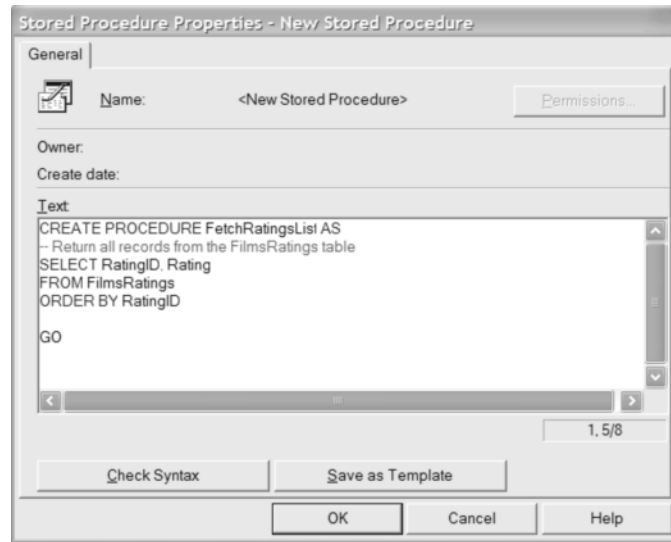 Stored Procedure Properties - New Stored Procedure
General
Name: <New Stored Procedure> Permissions...
Owner:
Create date:
Text
CREATE PROCEDURE FetchRatingsList AS
-- Return all records from the FilmsRatings table
SELECT RatingID, Rating
FROM FilmsRatings
ORDER BY RatingID
GO
1, 5/8
Check Syntax Save as Template
OK Cancel Help